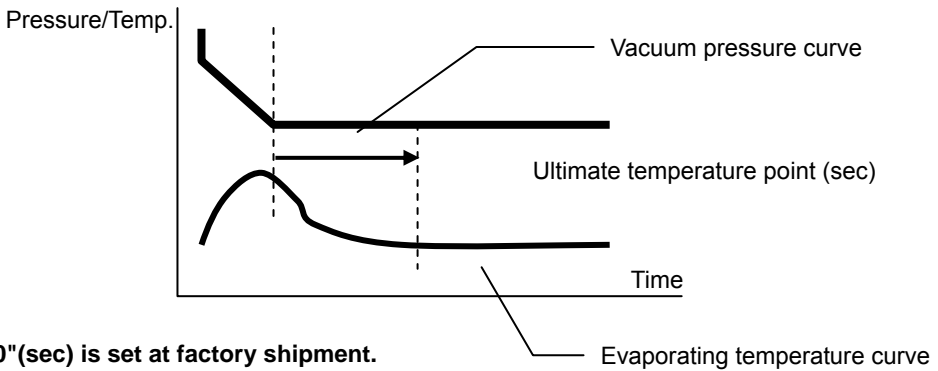 Pressure/Temp.
Vacuum pressure curve
Ultimate temperature point (sec)
Time
0"(sec) is set at factory shipment.
Evaporating temperature curve